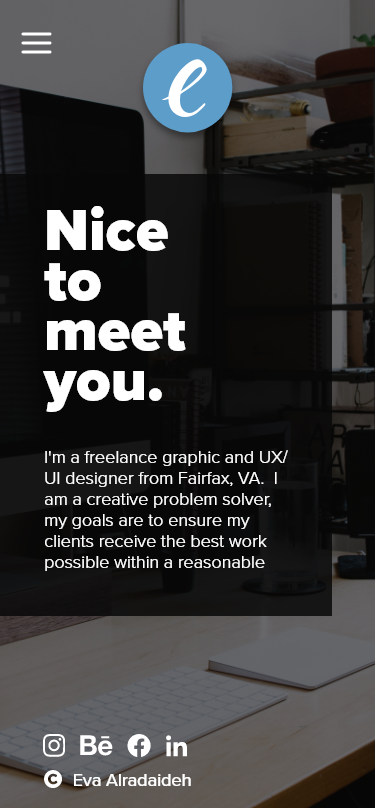 e
Nice
to
meet
you.
I'm a freelance graphic and UX/
UI designer from Fairfax, VA. I
am a creative problem solver,
my goals are to ensure my
clients receive the best work
possible within a reasonable
Bē
in
C Eva Alradaideh